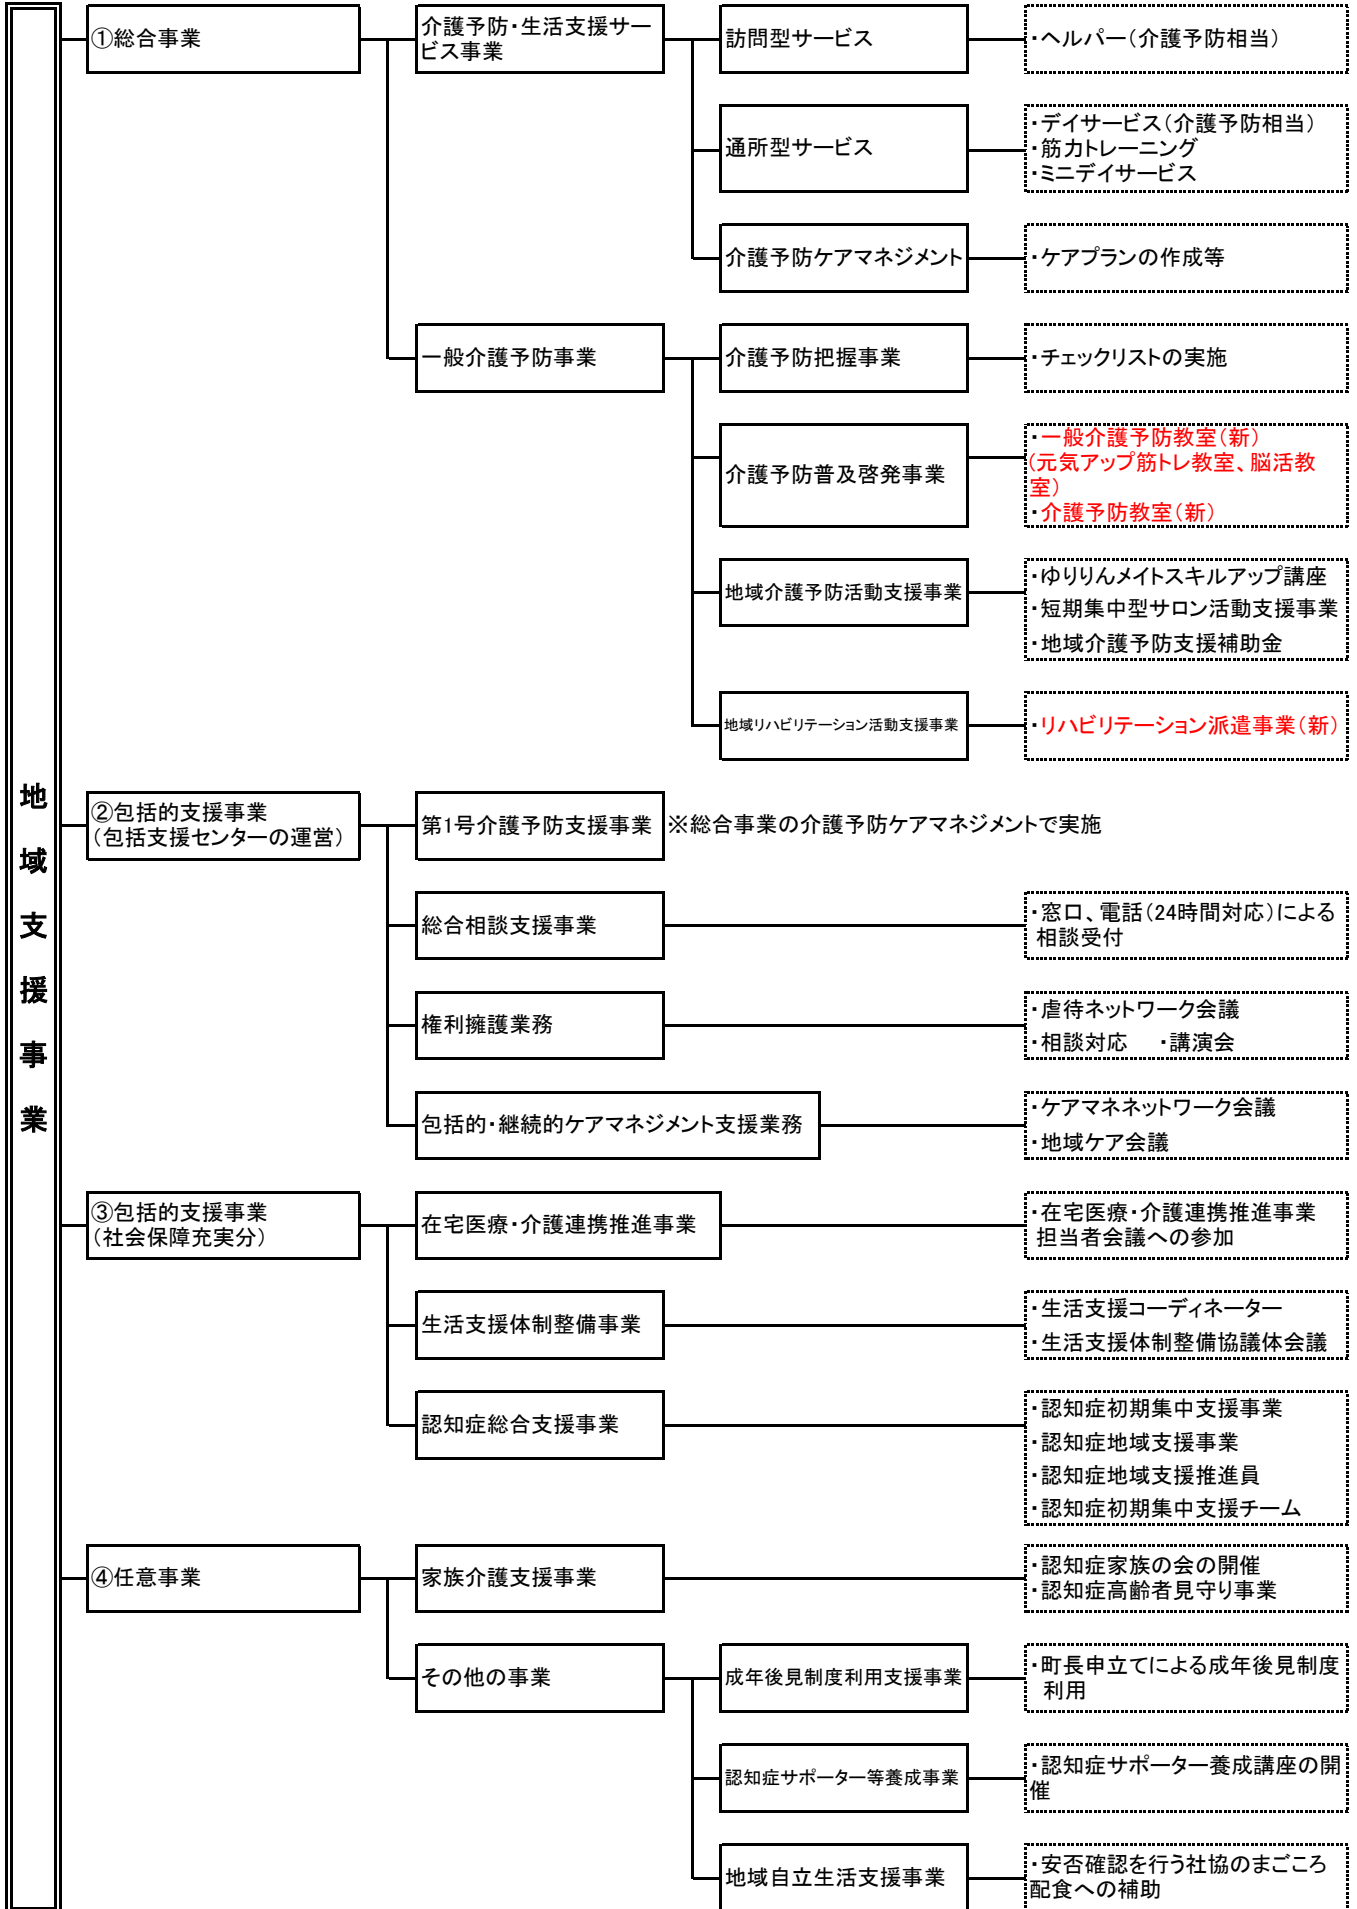 地域支援事業
①総合事業
介護予防・生活支援サー
ビス事業
訪問型サービス
・ヘルパー（介護予防相当）
通所型サービス
・デイサービス（介護予防相当）
・筋力トレーニング
・ミニデイサービス
介護予防ケアマネジメント
・ケアプランの作成等
一般介護予防事業
介護予防把握事業
・チェックリストの実施
介護予防普及啓発事業
・一般介護予防教室（新）
（元気アップ筋トレ教室、脳活教
室）
・介護予防教室（新）
地域介護予防活動支援事業
・ゆりりんメイトスキルアップ講座
・短期集中型サロン活動支援事業
・地域介護予防支援補助金
地域リハビリテーション活動支援事業
・リハビリテーション派遣事業（新）
②包括的支援事業
（包括支援センターの運営）
第1号介護予防支援事業
※総合事業の介護予防ケアマネジメントで実施
総合相談支援事業
・窓口、電話（24時間対応）による
相談受付
権利擁護業務
・虐待ネットワーク会議
・相談対応　・講演会
包括的・継続的ケアマネジメント支援業務
・ケアマネネットワーク会議
・地域ケア会議
③包括的支援事業
（社会保障充実分）
在宅医療・介護連携推進事業
・在宅医療・介護連携推進事業
担当者会議への参加
生活支援体制整備事業
・生活支援コーディネーター
・生活支援体制整備協議体会議
認知症総合支援事業
・認知症初期集中支援事業
・認知症地域支援事業
・認知症地域支援推進員
・認知症初期集中支援チーム
④任意事業
家族介護支援事業
・認知症家族の会の開催
・認知症高齢者見守り事業
その他の事業
成年後見制度利用支援事業
・町長申立てによる成年後見制度
利用
認知症サポーター等養成事業
・認知症サポーター養成講座の開
催
地域自立生活支援事業
・安否確認を行う社協のまごころ
配食への補助